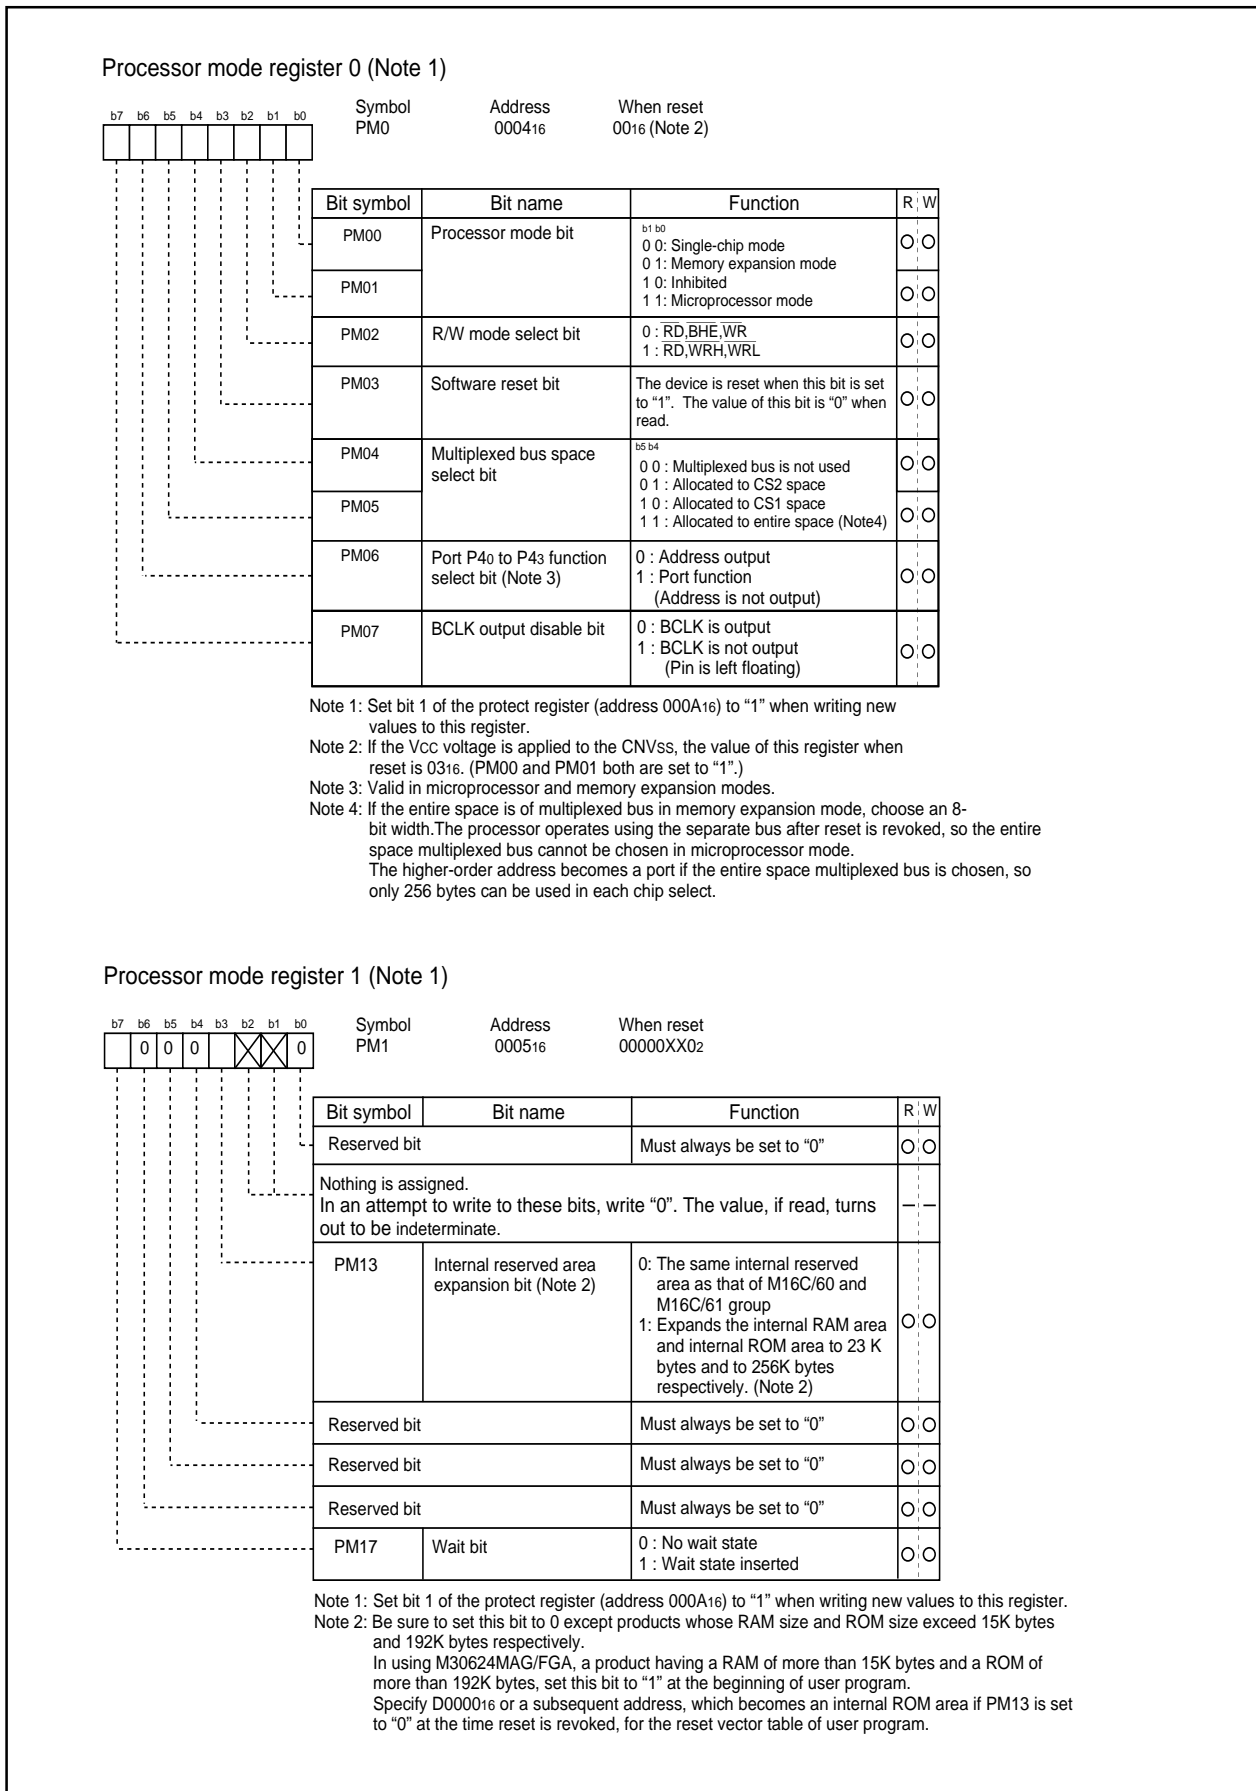 Processor mode register 0 (Note 1)
Symbol Address When reset
PM0 000416 0016 (Note 2)
b7 b6 b5 b4 b3 b2 b1 b0
Bit symbol Bit name Function R W
PM00 Processor mode bit b1 b0
0 0: Single-chip mode
0 1: Memory expansion mode
PM01 1 0: Inhibited
1 1: Microprocessor mode
PM02 R/W mode select bit 0 : RD,BHE,WR
1 : RD,WRH,WRL
PM03 Software reset bit The device is reset when this bit is set
to “1”. The value of this bit is “0” when
read.
PM04 Multiplexed bus space b5 b4
select bit 0 0 : Multiplexed bus is not used
0 1 : Allocated to CS2 space
PM05 1 0 : Allocated to CS1 space
1 1 : Allocated to entire space (Note4)
PM06 Port P40 to P43 function 0 : Address output
select bit (Note 3) 1 : Port function
(Address is not output)
PM07 BCLK output disable bit 0 : BCLK is output
1 : BCLK is not output
(Pin is left floating)
Note 1: Set bit 1 of the protect register (address 000A16) to “1” when writing new
values to this register.
Note 2: If the VCC voltage is applied to the CNVSS, the value of this register when
reset is 0316. (PM00 and PM01 both are set to “1”.)
Note 3: Valid in microprocessor and memory expansion modes.
Note 4: If the entire space is of multiplexed bus in memory expansion mode, choose an 8-
bit width.The processor operates using the separate bus after reset is revoked, so the entire
space multiplexed bus cannot be chosen in microprocessor mode.
The higher-order address becomes a port if the entire space multiplexed bus is chosen, so
only 256 bytes can be used in each chip select.
Processor mode register 1 (Note 1)
b7 b6 b5 b4 b3 b2 b1 b0 Symbol Address When reset
0 0 0 0 PM1 000516 00000XX02
Bit symbol Bit name Function R W
Reserved bit Must always be set to “0”
Nothing is assigned.
In an attempt to write to these bits, write “0”. The value, if read, turns
out to be indeterminate.
PM13 Internal reserved area 0: The same internal reserved
expansion bit (Note 2) area as that of M16C/60 and
M16C/61 group
1: Expands the internal RAM area
and internal ROM area to 23 K
bytes and to 256K bytes
respectively. (Note 2)
Reserved bit Must always be set to “0”
Reserved bit Must always be set to “0”
Reserved bit Must always be set to “0”
PM17 Wait bit 0 : No wait state
1 : Wait state inserted
Note 1: Set bit 1 of the protect register (address 000A16) to “1” when writing new values to this register.
Note 2: Be sure to set this bit to 0 except products whose RAM size and ROM size exceed 15K bytes
and 192K bytes respectively.
In using M30624MAG/FGA, a product having a RAM of more than 15K bytes and a ROM of
more than 192K bytes, set this bit to “1” at the beginning of user program.
Specify D000016 or a subsequent address, which becomes an internal ROM area if PM13 is set
to “0” at the time reset is revoked, for the reset vector table of user program.